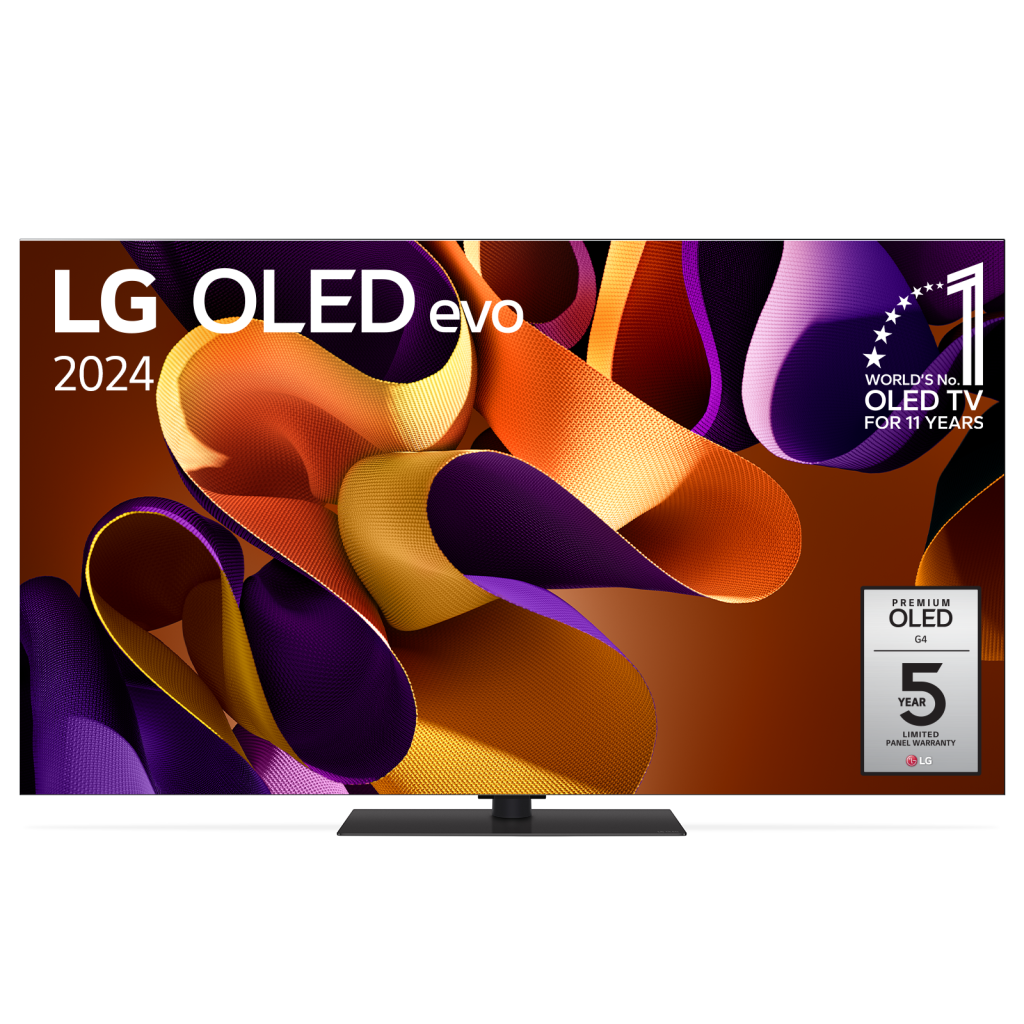 LG OLED evo
2024
1
WORLD'S No.
OLED TV
FOR 11 YEARS
PREMIUM
OLED
G4
5
YEAR
LIMITED
PANEL WARRANTY
LG